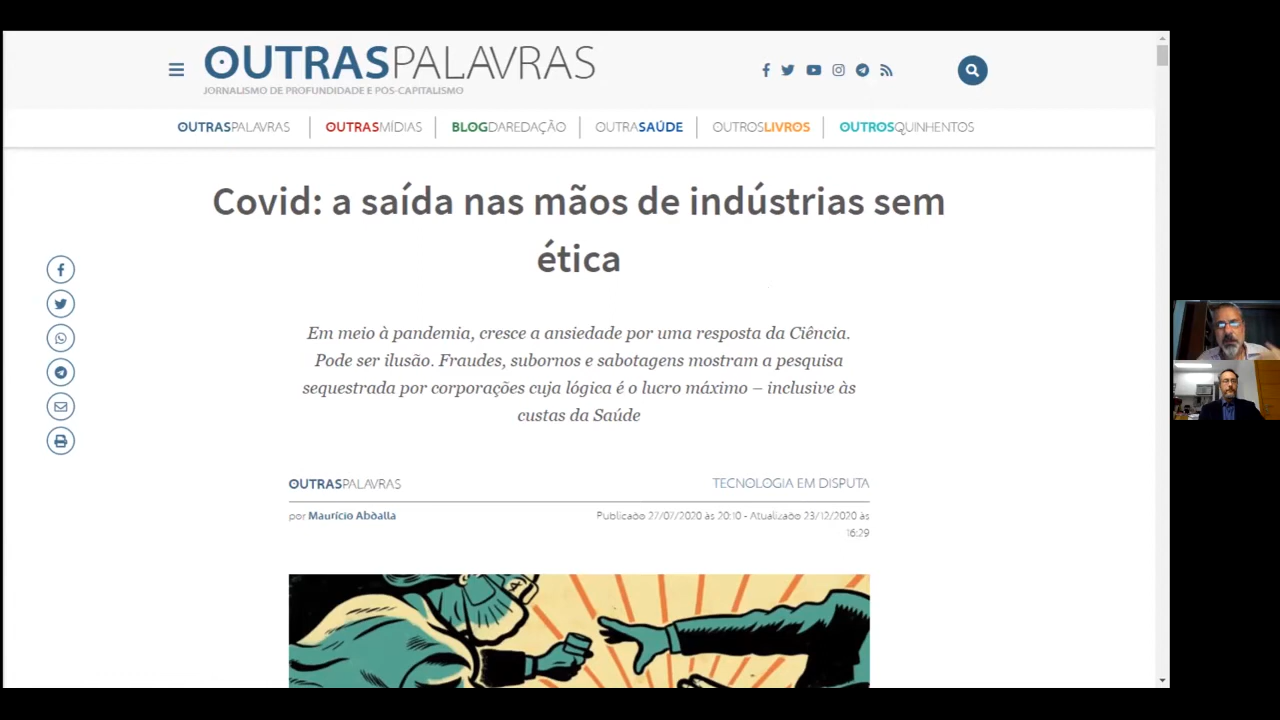 OUTRASPALAVRAS
JORNALISMO DE PROFUNDIDADE E PÓS-CAPITALISMO
OUTRASPALAVRAS
OUTRASMÍDIAS
BLOGDAREDAÇÃO
OUTRASAÚDE
OUTROSLIVROS
OUTROSQUINHENTOS
Covid: a saída nas mãos de indústrias sem
ética
Em meio à pandemia, cresce a ansiedade por uma resposta da Ciência.
Pode ser ilusão. Fraudes, subornos e sabotagens mostram a pesquisa
sequestrada por corporações cuja lógica é o lucro máximo – inclusive às
custas da Saúde
OUTRASPALAVRAS
TECNOLOGIA EM DISPUTA
por Maurício Abdalla
Publicado 27/07/2020 às 20:10 - Atualizado 23/12/2020 às
16:29